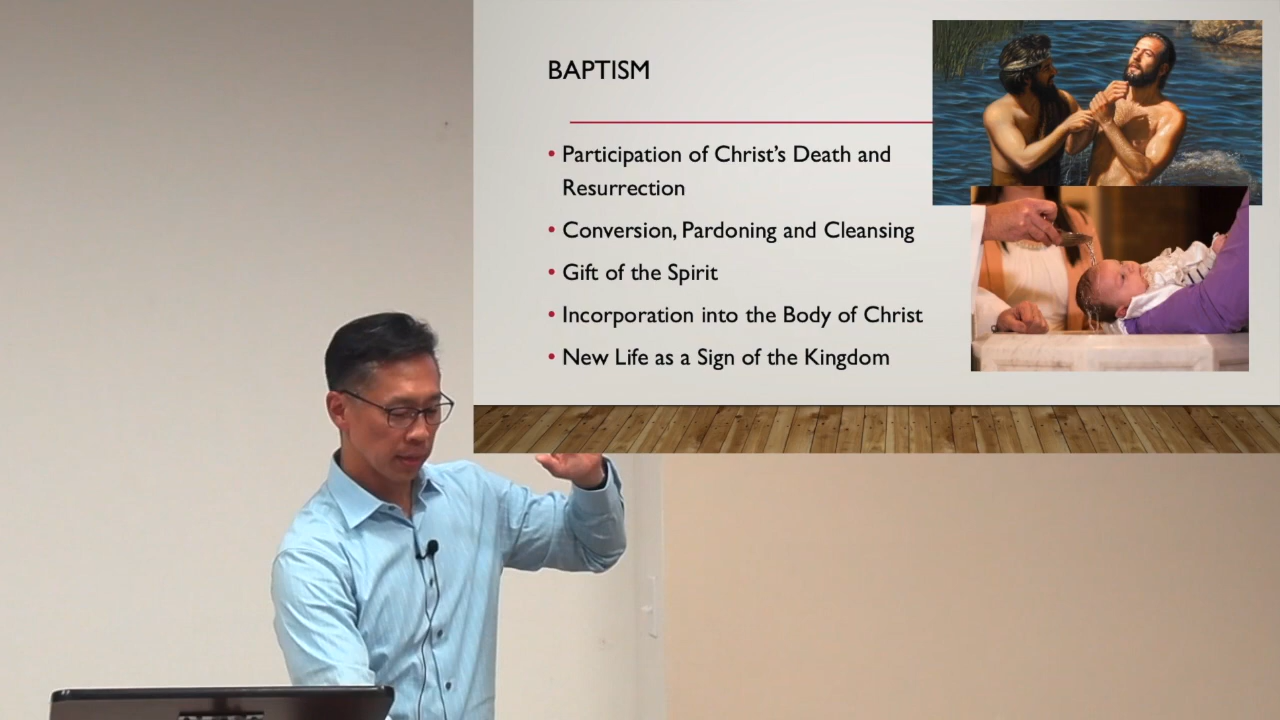 BAPTISM
• Participation of Christ's Death and
Resurrection
• Conversion, Pardoning and Cleansing
• Gift of the Spirit
• Incorporation into the Body of Christ
• New Life as a Sign of the Kingdom